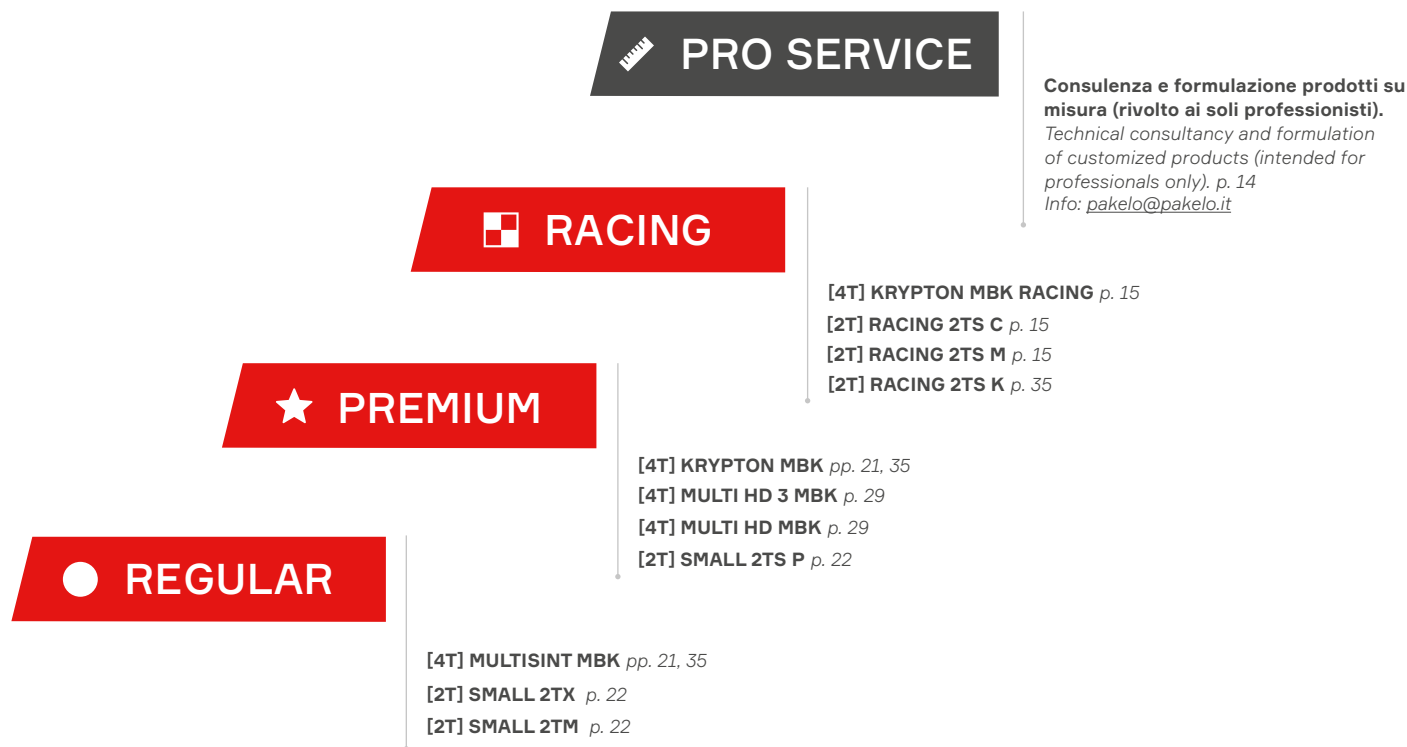 PRO SERVICE
Consulenza e formulazione prodotti su
misura (rivolto ai soli professionisti).
Technical consultancy and formulation
of customized products (intended for
professionals only). p. 14
Info: pakelo@pakelo.it
RACING
[4T] KRYPTON MBK RACING p. 15
[2T] RACING 2TS C p. 15
[2T] RACING 2TS M p. 15
[2T] RACING 2TS K p. 35
PREMIUM
[4T] KRYPTON MBK pp. 21, 35
[4T] MULTI HD 3 MBK p. 29
[4T] MULTI HD MBK p. 29
[2T] SMALL 2TS P p. 22
REGULAR
[4T] MULTISINT MBK pp. 21, 35
[2T] SMALL 2TX p. 22
[2T] SMALL 2TM p. 22